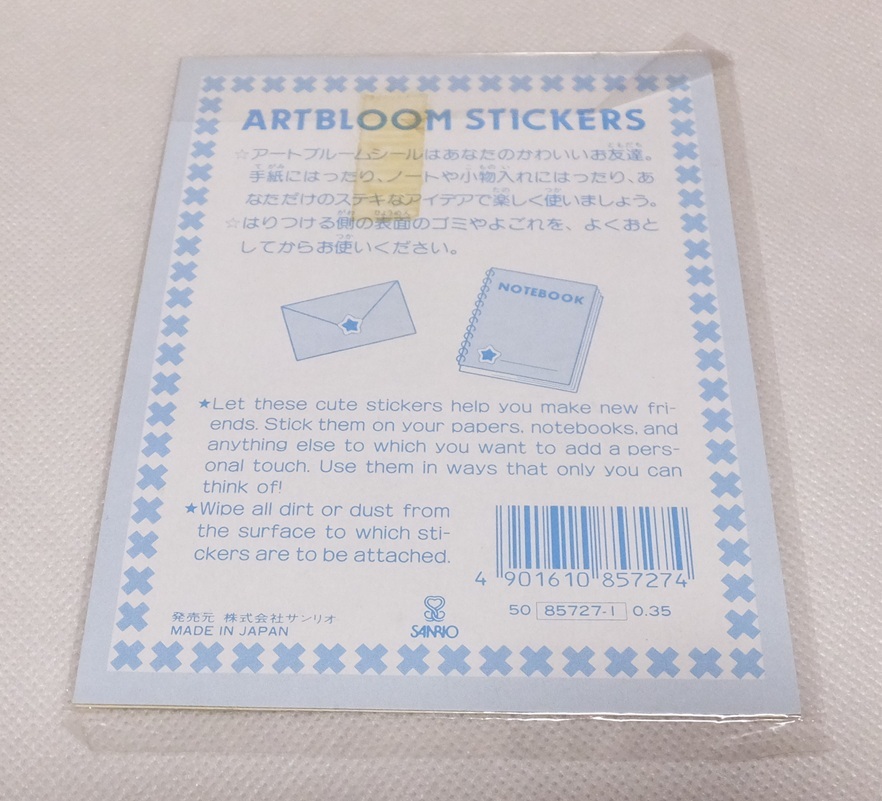 ARTBLOOM STICKERS
☆アートブルームシールはあなたのかわいいお友達。
手紙にはったり、ノートや小物入れにはったり、あ
なただけのステキなアイデアで楽しく使いましょう。
☆はりつける側の表面のゴミやよごれを、よくおと
してからお使いください。
NOTEBOOK
★Let these cute stickers help you make new fri-
ends. Stick them on your papers, notebooks, and
anything else to which you want to add a pers-
onal touch. Use them in ways that only you can
think of!
★Wipe all dirt or dust from
the surface to which sti-
ckers are to be attached.
4 901610 857274
50 85727-1 0.35
発売元 株式会社サンリオ
MADE IN JAPAN
SANRIO